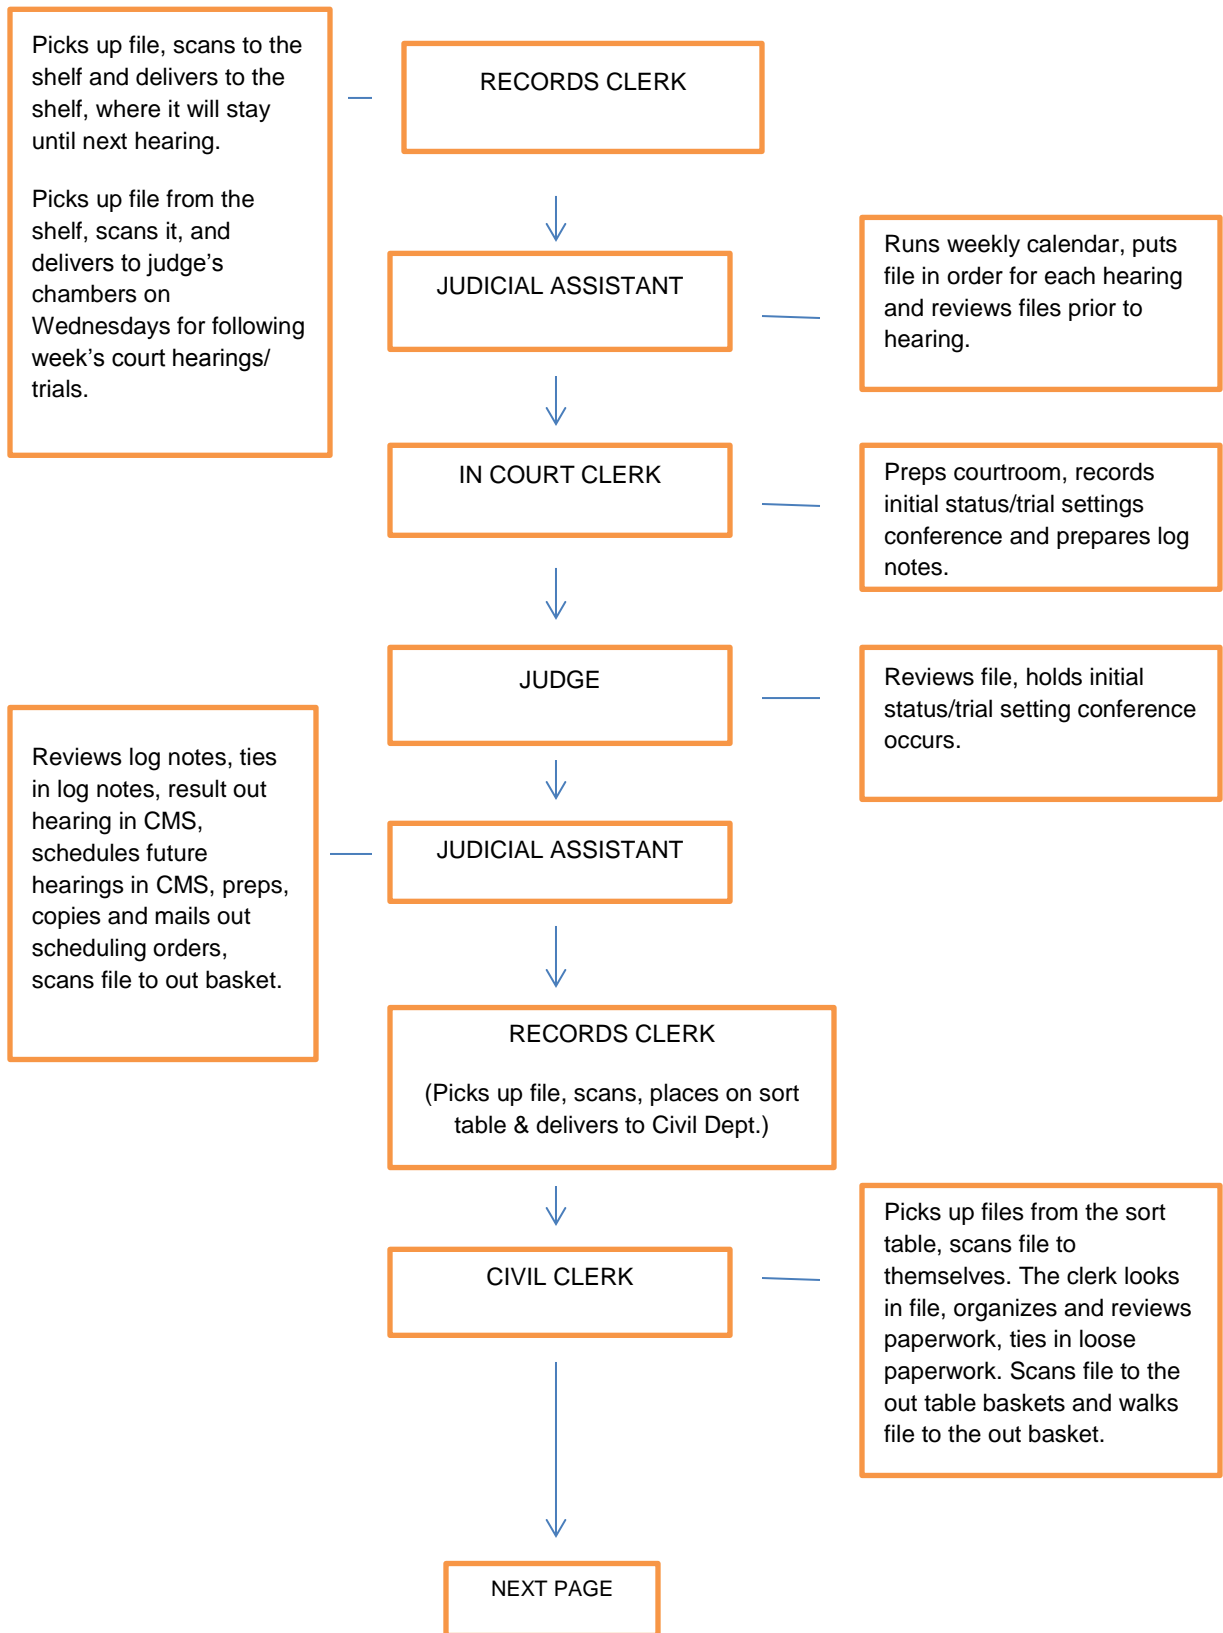 Picks up file, scans to the
shelf and delivers to the
shelf, where it will stay
until next hearing.
Picks up file from the
shelf, scans it, and
delivers to judge’s
chambers on
Wednesdays for following
week’s court hearings/
trials.
RECORDS CLERK
JUDICIAL ASSISTANT
Runs weekly calendar, puts
file in order for each hearing
and reviews files prior to
hearing.
IN COURT CLERK
Preps courtroom, records
initial status/trial settings
conference and prepares log
notes.
JUDGE
Reviews file, holds initial
status/trial setting conference
occurs.
Reviews log notes, ties
in log notes, result out
hearing in CMS,
schedules future
hearings in CMS, preps,
copies and mails out
scheduling orders,
scans file to out basket.
JUDICIAL ASSISTANT
RECORDS CLERK
(Picks up file, scans, places on sort
table & delivers to Civil Dept.)
CIVIL CLERK
Picks up files from the sort
table, scans file to
themselves. The clerk looks
in file, organizes and reviews
paperwork, ties in loose
paperwork. Scans file to the
out table baskets and walks
file to the out basket.
NEXT PAGE